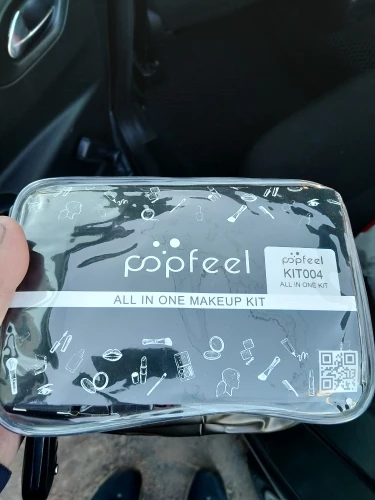 popfeel
popfeel
KIT004
ALL IN ONE KIT
ALL IN ONE MAKEUP KIT